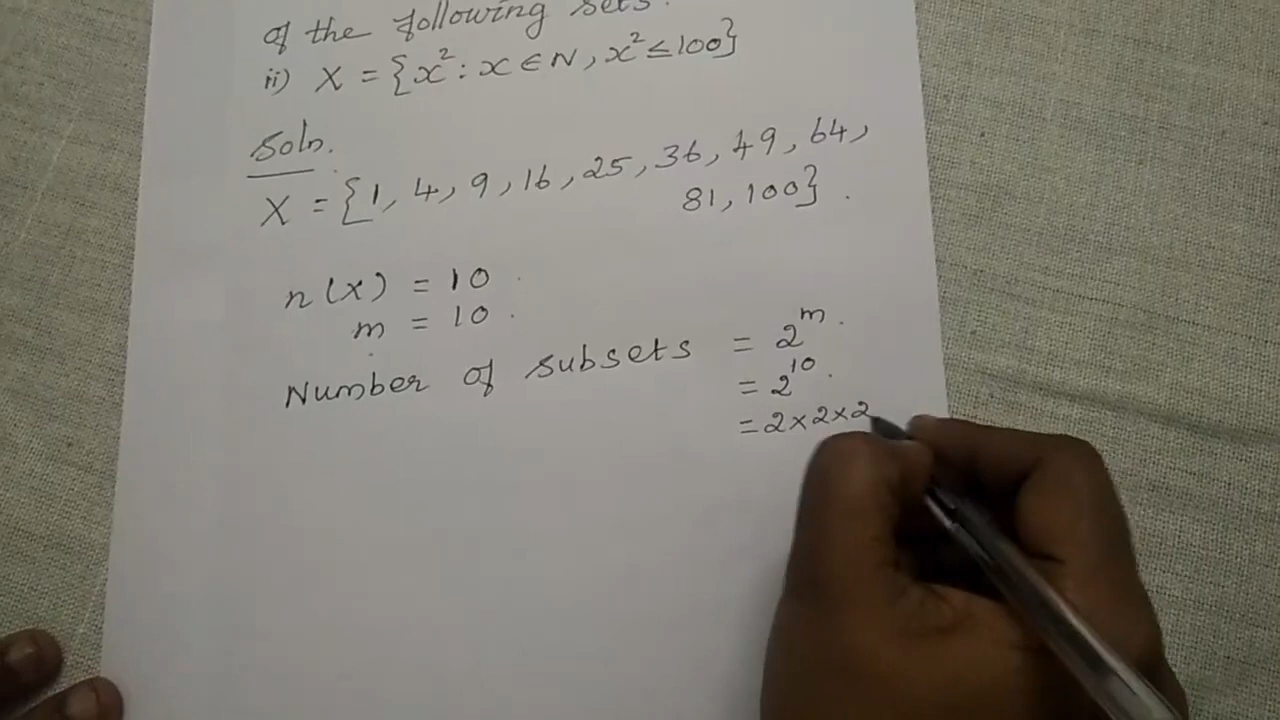 of the following sets.
ii) X = {x²: x ∈ N, x² ≤ 100}
Soln.
X = {1, 4, 9, 16, 25, 36, 49, 64,
81, 100}.
n(X) = 10.
m = 10.
Number of subsets = 2^m.
= 2^10.
= 2×2×2